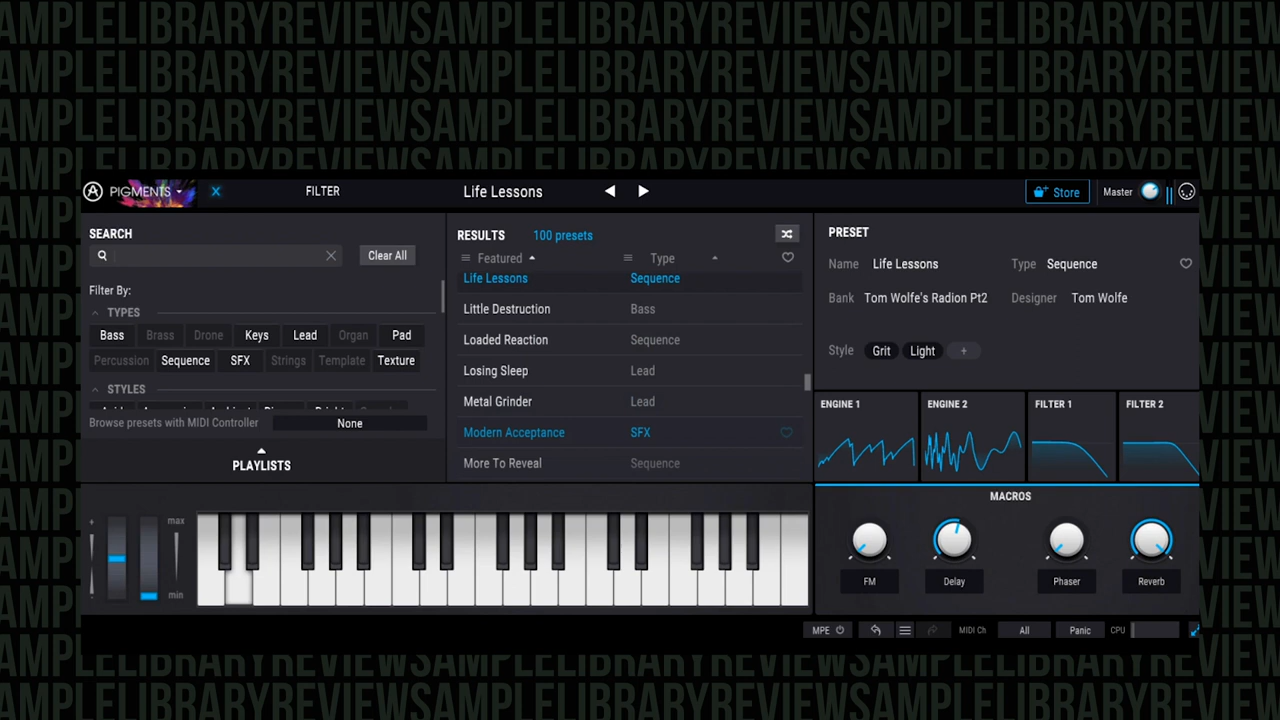 AMPLELIBRARYREVIEWSAMPLELIBRARYREVIEWSAMPLELIBRARYREVIEWS
PIGMENTS
FILTER
Life Lessons
Store
Master
SEARCH
Clear All
Filter By:
TYPES
Bass Brass Drone Keys Lead Organ Pad
Percussion Sequence SFX Strings Template Texture
STYLES
Browse presets with MIDI Controller None
PLAYLISTS
RESULTS 100 presets
Featured Type
Life Lessons Sequence
Little Destruction Bass
Loaded Reaction Sequence
Losing Sleep Lead
Metal Grinder Lead
Modern Acceptance SFX
More To Reveal Sequence
PRESET
Name Life Lessons Type Sequence
Bank Tom Wolfe's Radion Pt2 Designer Tom Wolfe
Style Grit Light +
ENGINE 1 ENGINE 2 FILTER 1 FILTER 2
MACROS
FM Delay Phaser Reverb
+ max
- min
MPE MIDI Ch All Panic CPU